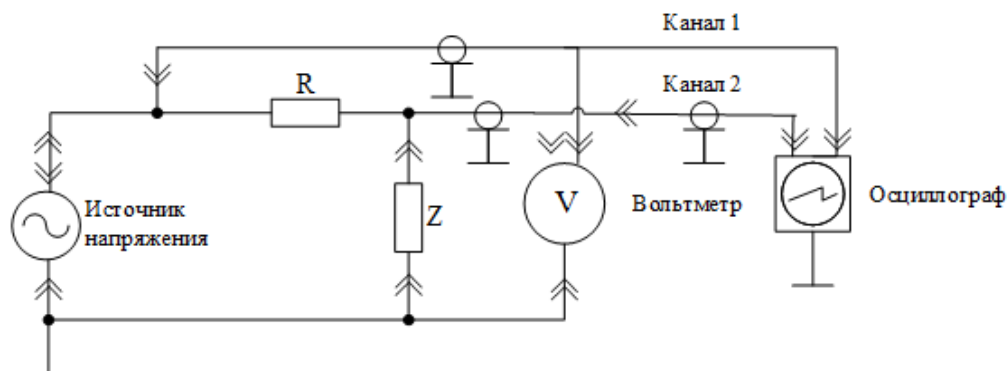 Канал 1
R
Канал 2
Источник
напряжения
Z
V
Вольтметр
Осциллограф